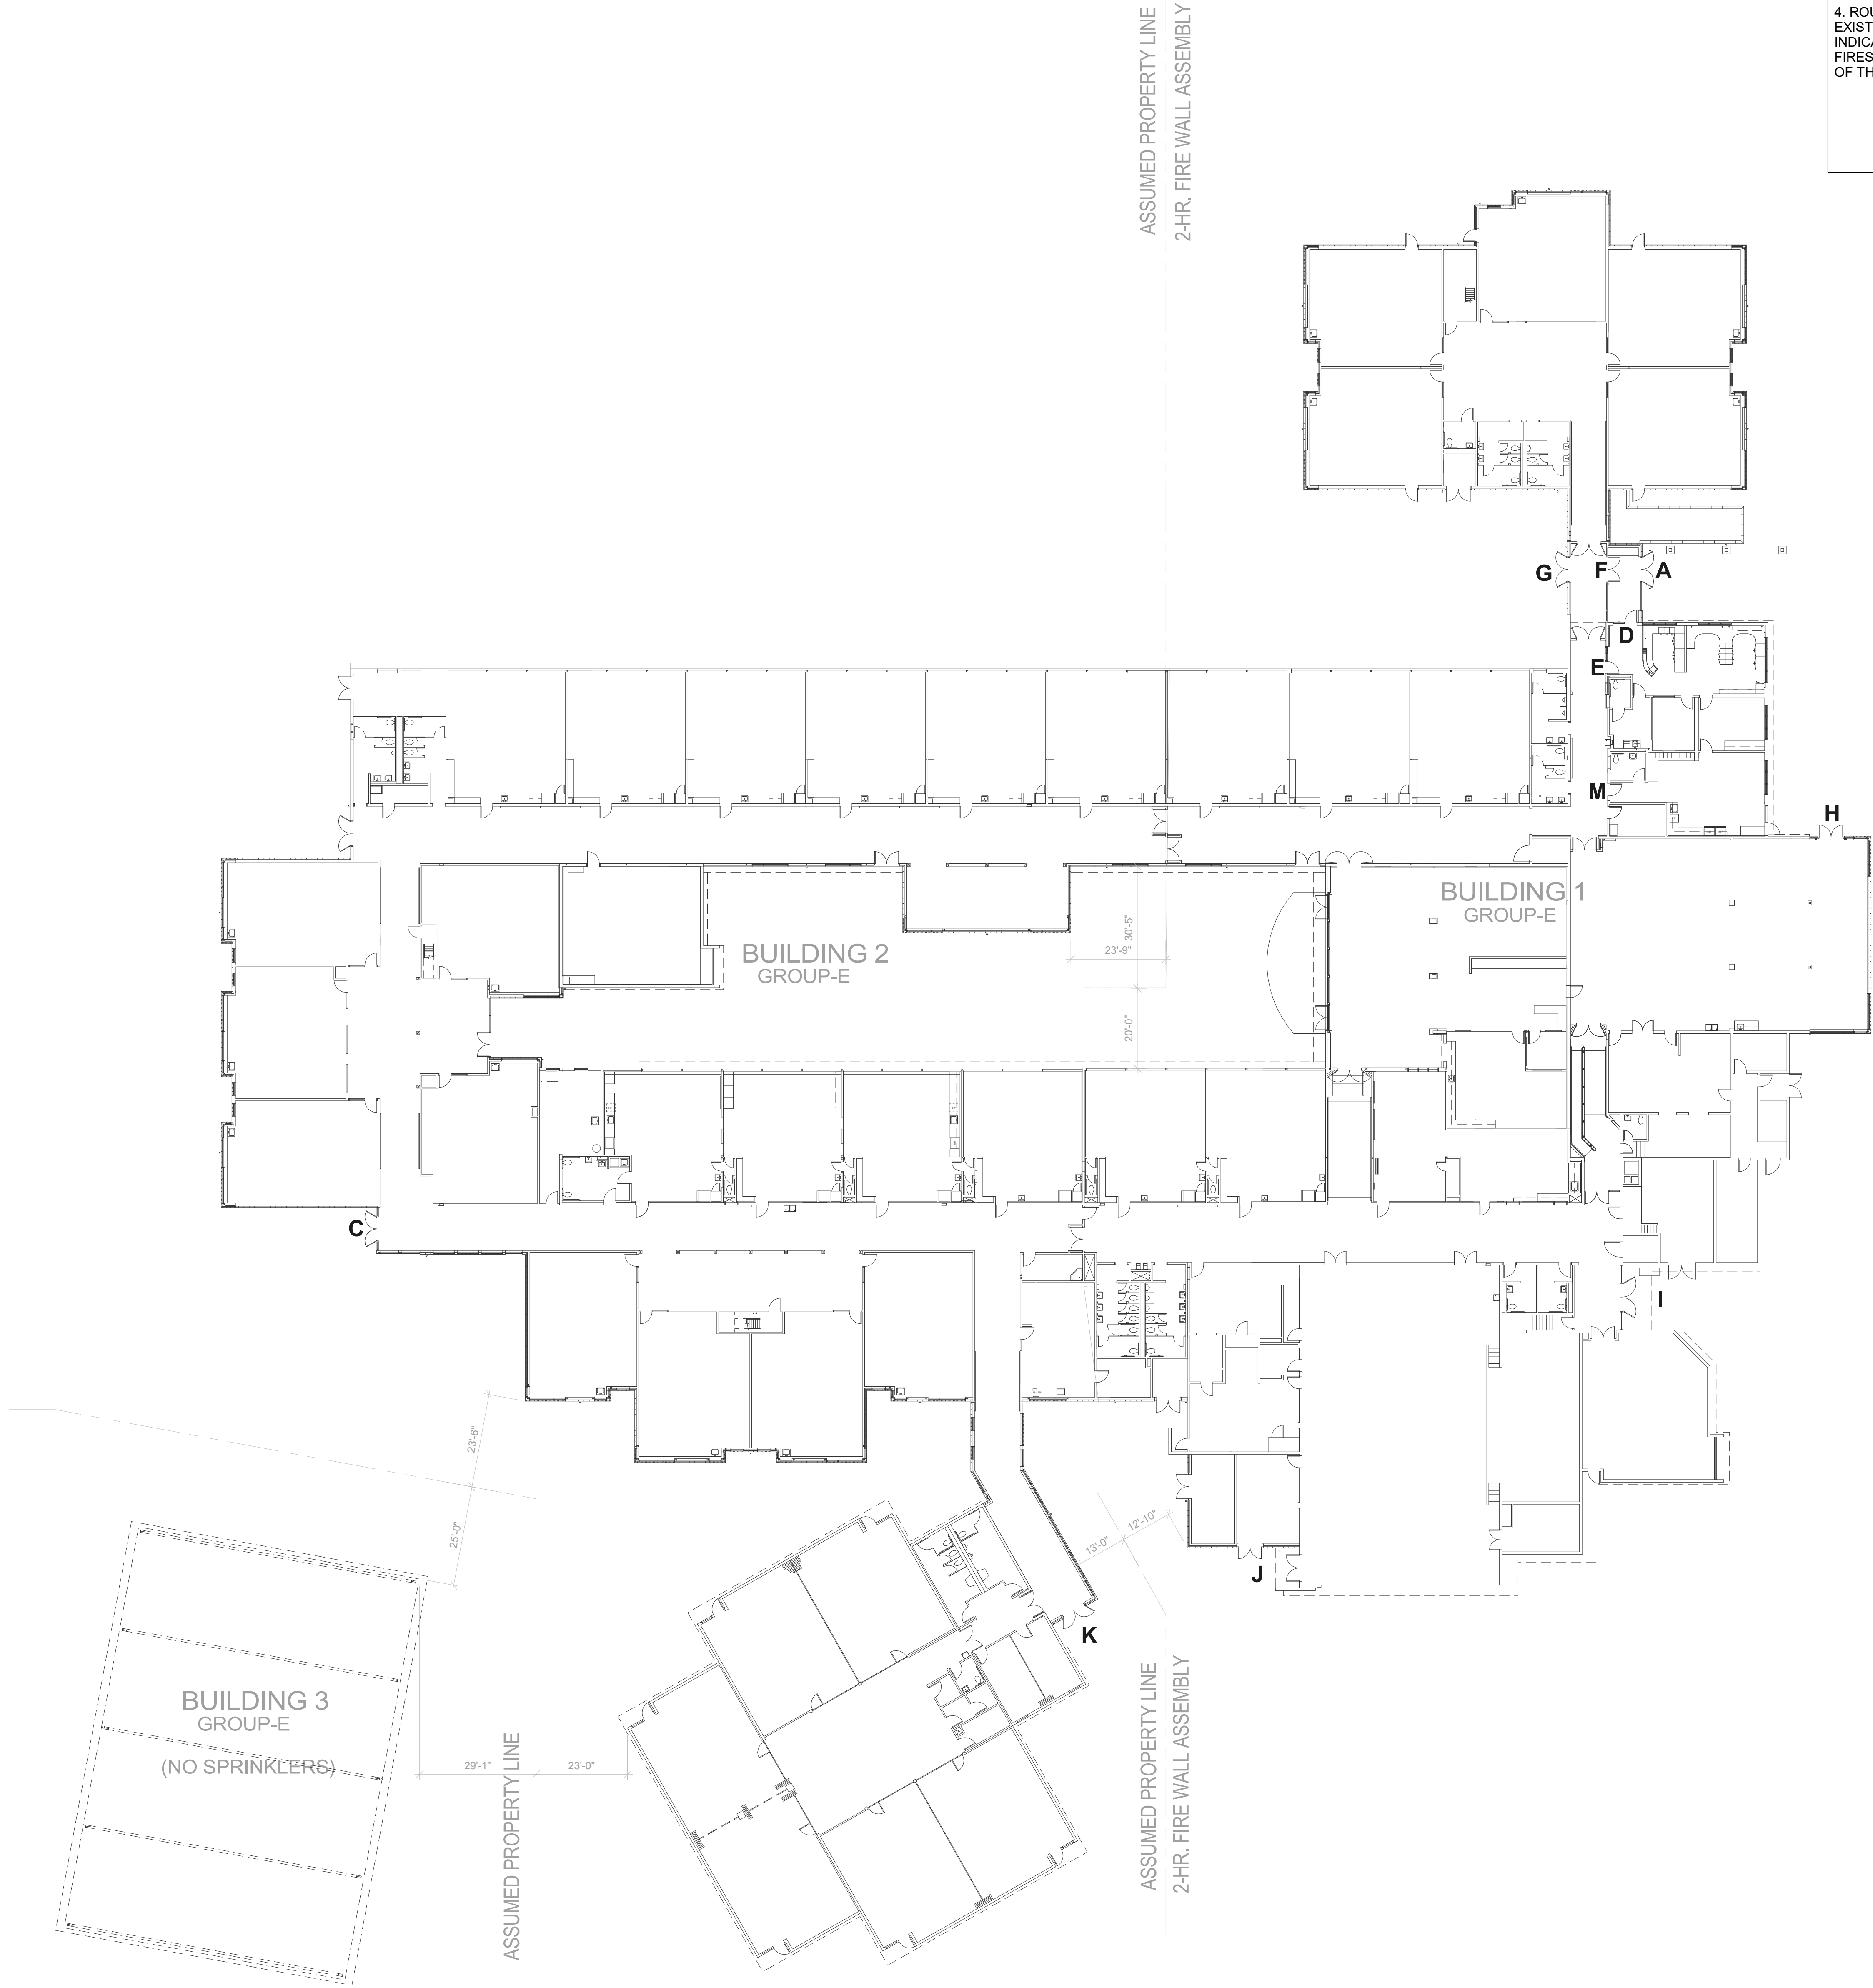 4. ROU
EXIST
INDICA
FIRES
OF TH
ASSUMED PROPERTY LINE
2-HR. FIRE WALL ASSEMBLY
G
F
A
D
E
M
H
BUILDING 1
GROUP-E
BUILDING 2
GROUP-E
30'-5"
23'-9"
20'-0"
C
I
23'-6"
25'-0"
12'-10"
13'-0"
J
K
BUILDING 3
GROUP-E
(NO SPRINKLERS)
29'-1"
23'-0"
ASSUMED PROPERTY LINE
ASSUMED PROPERTY LINE
2-HR. FIRE WALL ASSEMBLY